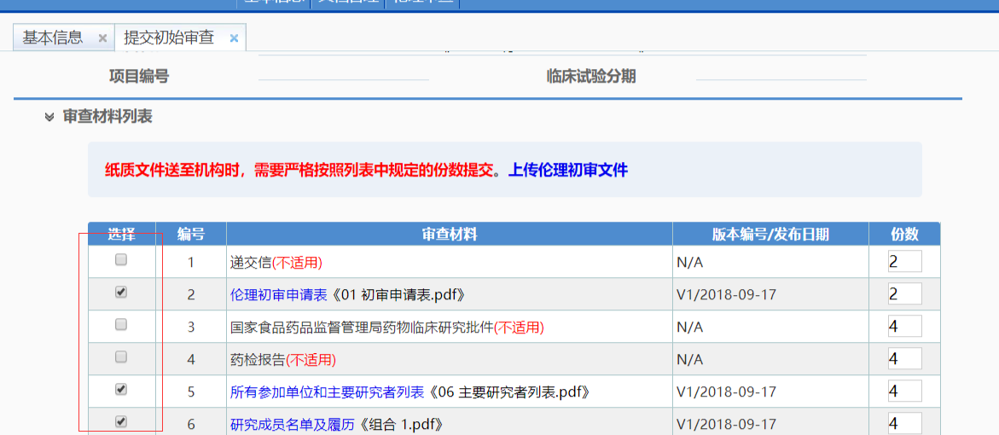 基本信息 提交初始审查
项目编号 临床试验分期
审查材料列表
纸质文件送至机构时，需要严格按照列表中规定的份数提交。上传伦理初审文件
选择 编号 审查材料 版本编号/发布日期 份数
1 递交信(不适用) N/A 2
2 伦理初审申请表《01 初审申请表.pdf》 V1/2018-09-17 2
3 国家食品药品监督管理局药物临床研究批件(不适用) N/A 4
4 药检报告(不适用) N/A 4
5 所有参加单位和主要研究者列表《06 主要研究者列表.pdf》 V1/2018-09-17 4
6 研究成员名单及履历《组合 1.pdf》 V1/2018-09-17 4